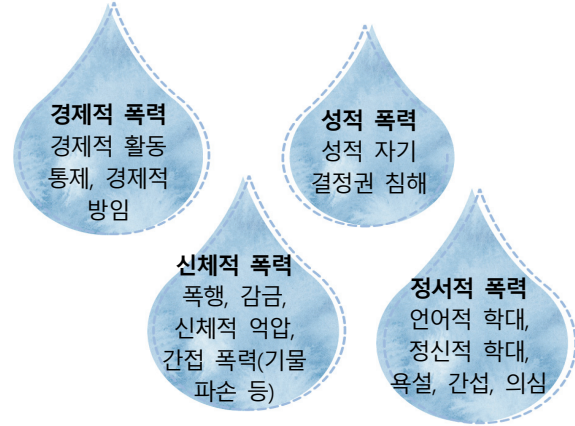 경제적 폭력
경제적 활동
통제, 경제적
방임
성적 폭력
성적 자기
결정권 침해
신체적 폭력
폭행, 감금,
신체적 억압,
간접 폭력(기물
파손 등)
정서적 폭력
언어적 학대,
정신적 학대,
욕설, 간섭, 의심